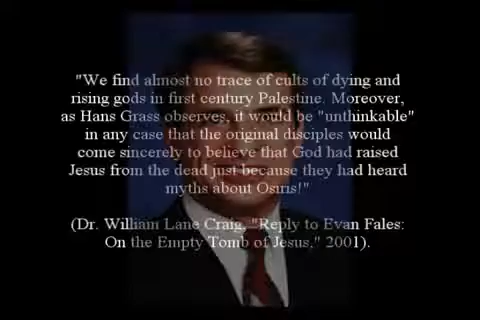 "We find almost no trace of cults of dying and
rising gods in first century Palestine. Moreover,
as Hans Grass observes, it would be "unthinkable"
in any case that the original disciples would
come sincerely to believe that God had raised
Jesus from the dead just because they had heard
myths about Osiris!"
(Dr. William Lane Craig, "Reply to Evan Fales:
On the Empty Tomb of Jesus," 2001).